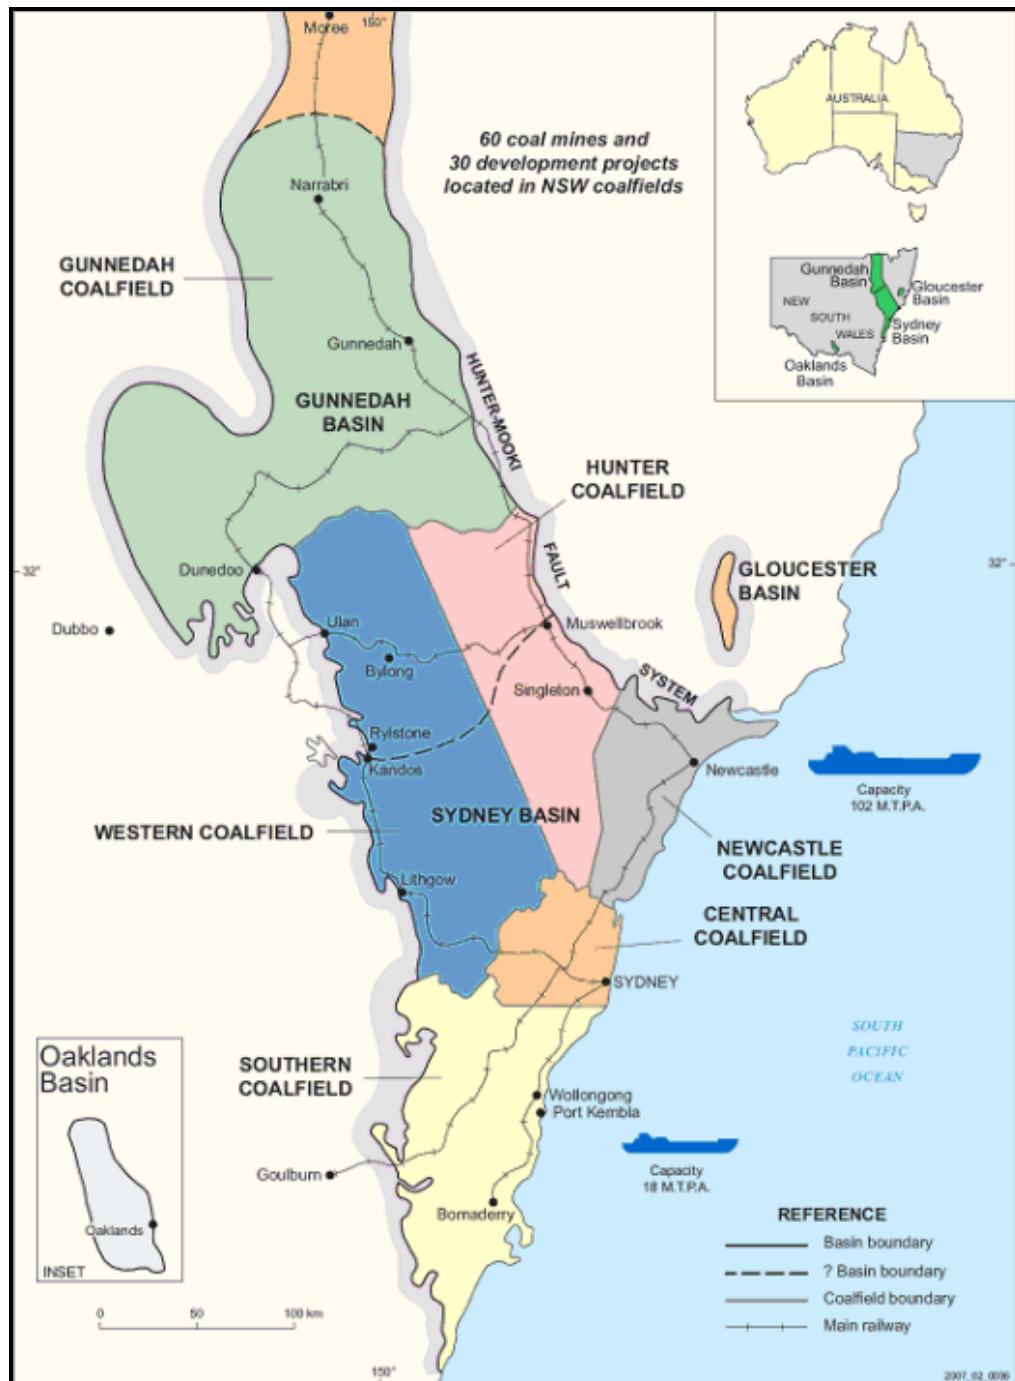 Moree
150°
60 coal mines and
30 development projects
located in NSW coalfields
AUSTRALIA
Gunnedah
Basin
Gloucester
Basin
NEW
SOUTH
WALES
Sydney
Basin
Oaklands
Basin
Narrabri
GUNNEDAH
COALFIELD
Gunnedah
HUNTER-MOOKI
GUNNEDAH
BASIN
HUNTER
COALFIELD
FAULT
32°
Dunedoo
32°
GLOUCESTER
BASIN
Dubbo
Ulan
Muswellbrook
Bylong
Singleton
SYSTEM
Rylstone
Kandos
Newcastle
Capacity
102 M.T.P.A.
SYDNEY BASIN
WESTERN COALFIELD
NEWCASTLE
COALFIELD
Lithgow
CENTRAL
COALFIELD
SYDNEY
SOUTH
PACIFIC
OCEAN
Oaklands
Basin
SOUTHERN
COALFIELD
Wollongong
Port Kembla
Goulburn
Capacity
18 M.T.P.A.
Bomaderry
Oaklands
INSET
REFERENCE
Basin boundary
? Basin boundary
Coalfield boundary
Main railway
0 50 100 km
150°
2007_02_0036